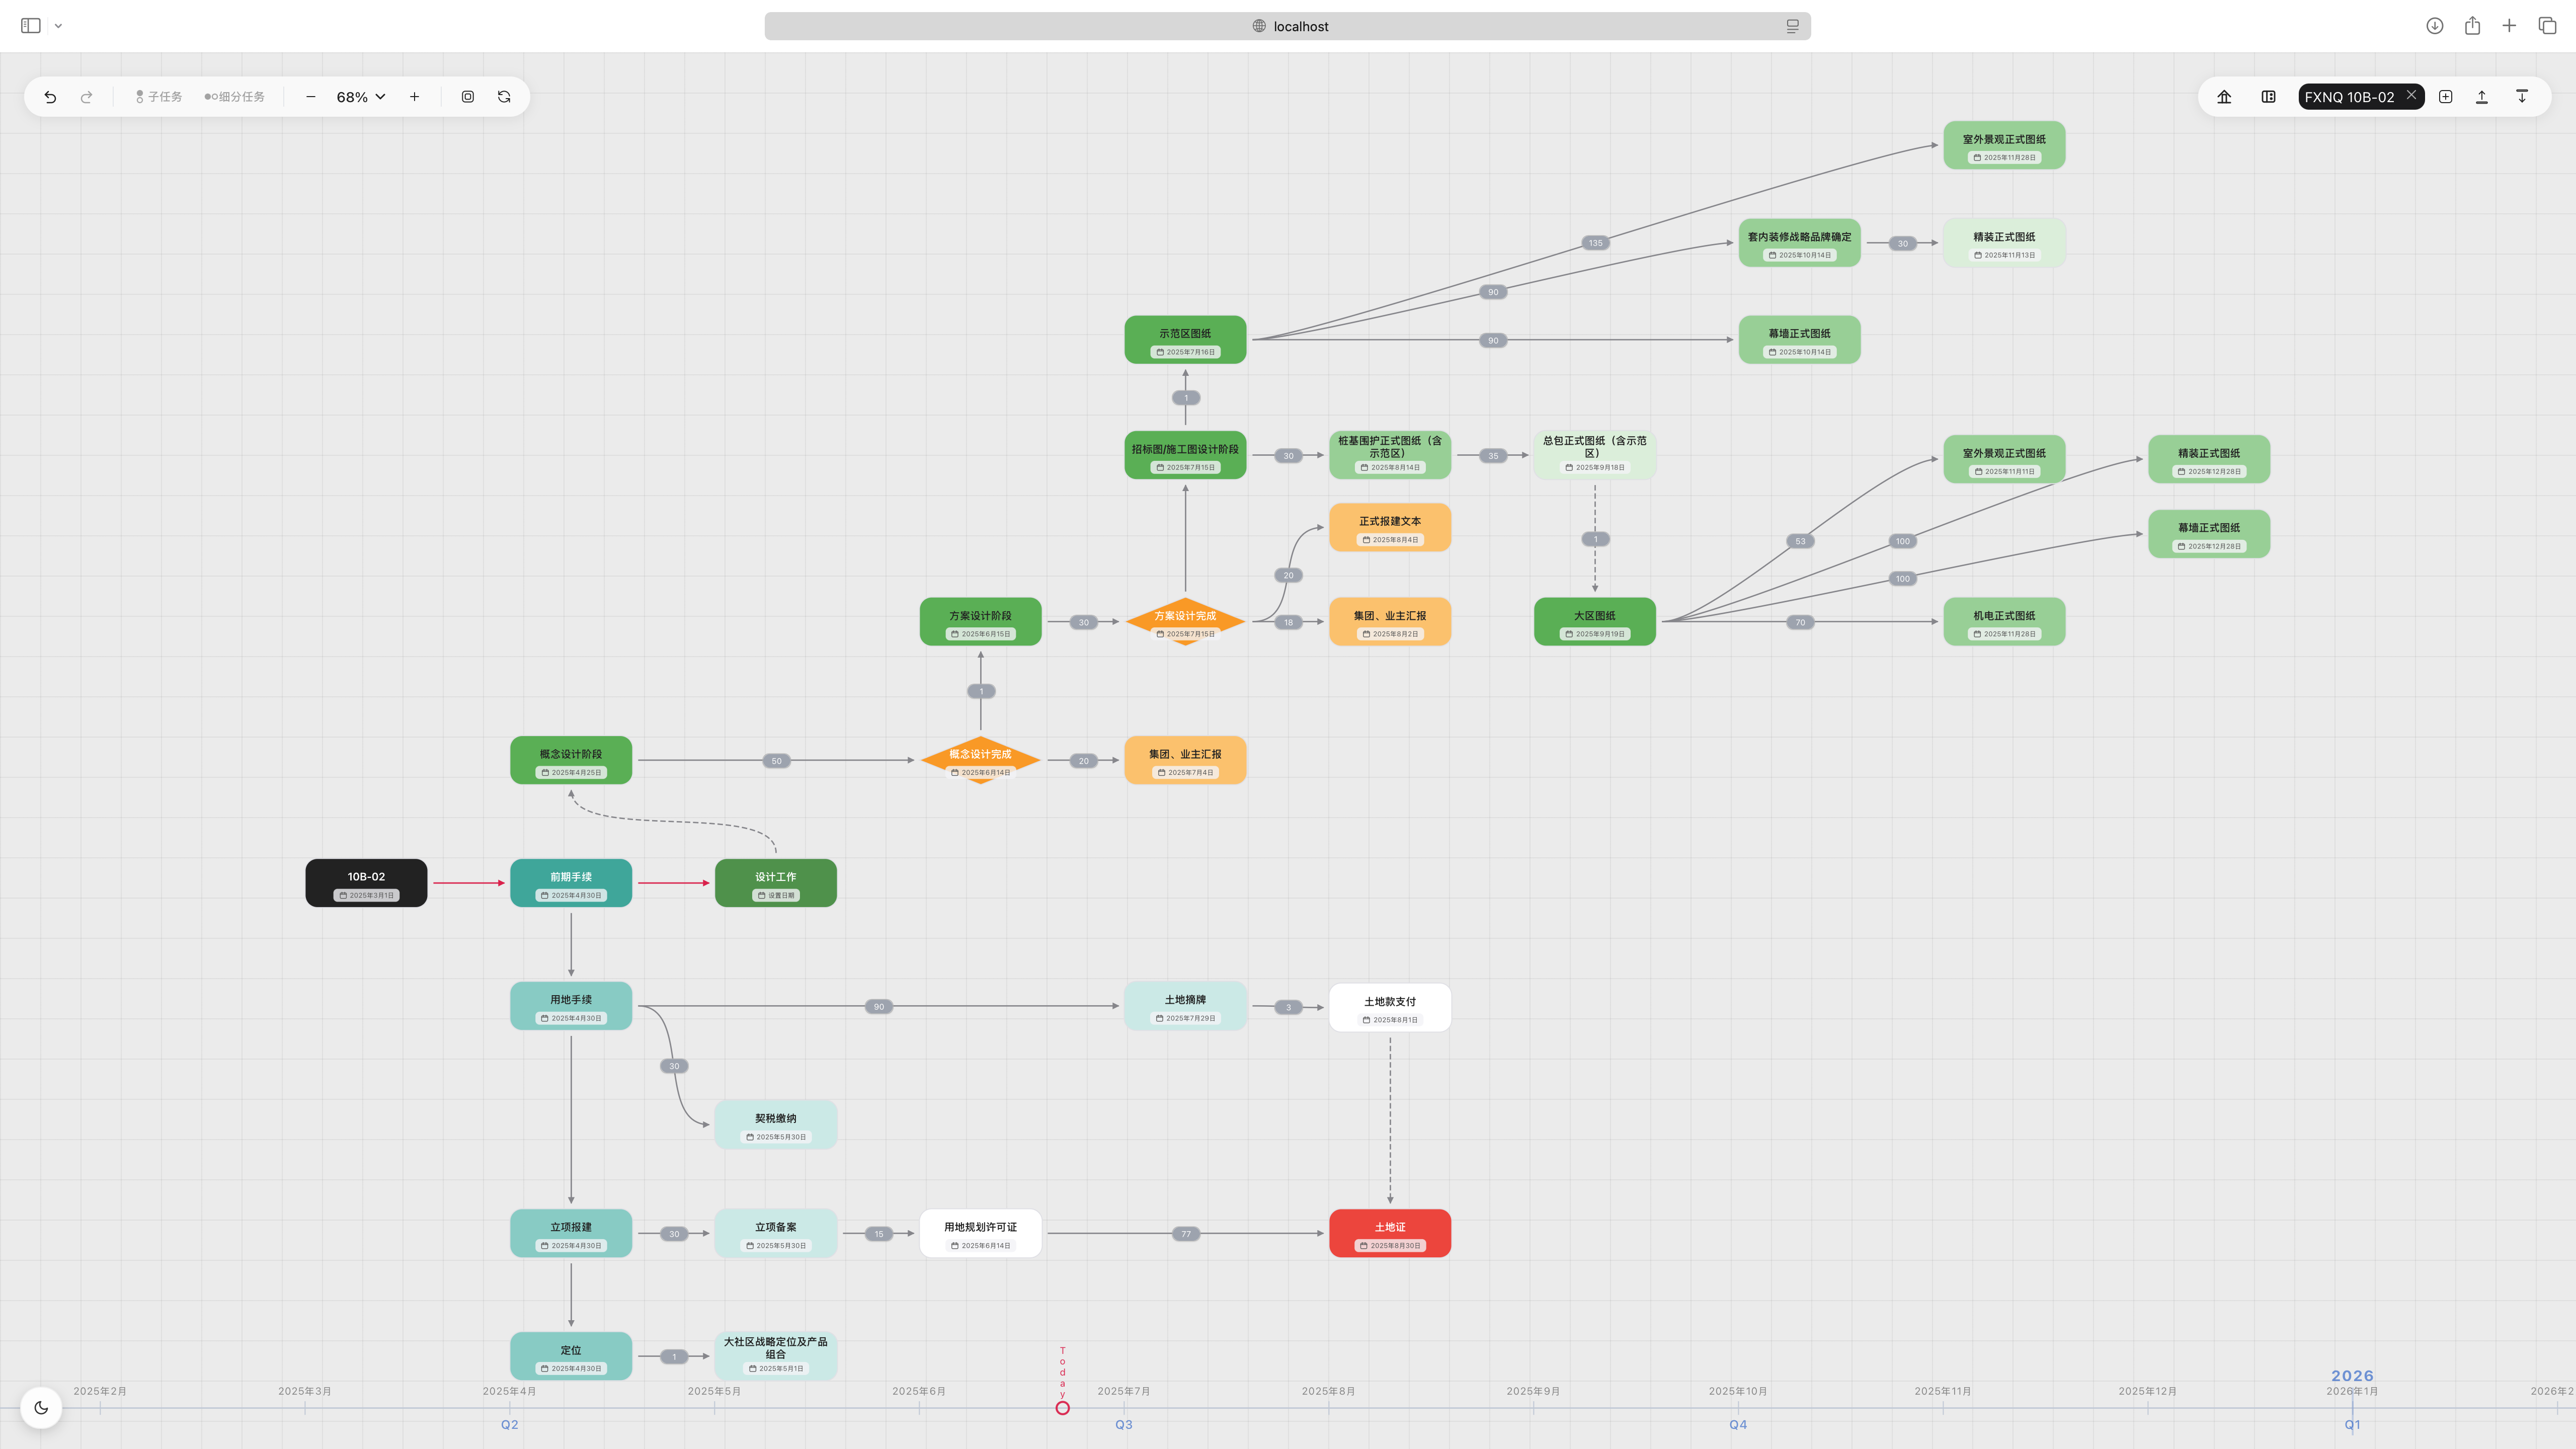 localhost
子任务
细分任务
68%
FXNQ 10B-02
室外景观正式图纸
2025年11月28日
135
套内装修战略品牌确定
2025年10月14日
30
精装正式图纸
2025年11月13日
90
示范区图纸
2025年7月16日
90
幕墙正式图纸
2025年10月14日
1
招标图/施工图设计阶段
2025年7月15日
30
桩基围护正式图纸（含
示范区）
2025年8月14日
35
总包正式图纸（含示范
区）
2025年9月18日
室外景观正式图纸
2025年11月11日
精装正式图纸
2025年12月28日
正式报建文本
2025年8月4日
1
53
100
幕墙正式图纸
2025年12月28日
20
100
方案设计阶段
2025年6月15日
30
方案设计完成
2025年7月15日
18
集团、业主汇报
2025年8月2日
大区图纸
2025年9月19日
70
机电正式图纸
2025年11月28日
1
概念设计阶段
2025年4月25日
50
概念设计完成
2025年6月14日
20
集团、业主汇报
2025年7月4日
10B-02
2025年3月1日
前期手续
2025年4月30日
设计工作
设置日期
用地手续
2025年4月30日
90
土地摘牌
2025年7月29日
3
土地款支付
2025年8月1日
30
契税缴纳
2025年5月30日
立项报建
2025年4月30日
30
立项备案
2025年5月30日
15
用地规划许可证
2025年6月14日
77
土地证
2025年8月30日
定位
2025年4月30日
1
大社区战略定位及产品
组合
2025年5月1日
Today
2026
2025年2月
2025年3月
2025年4月
2025年5月
2025年6月
2025年7月
2025年8月
2025年9月
2025年10月
2025年11月
2025年12月
2026年1月
2026年2
Q2
Q3
Q4
Q1